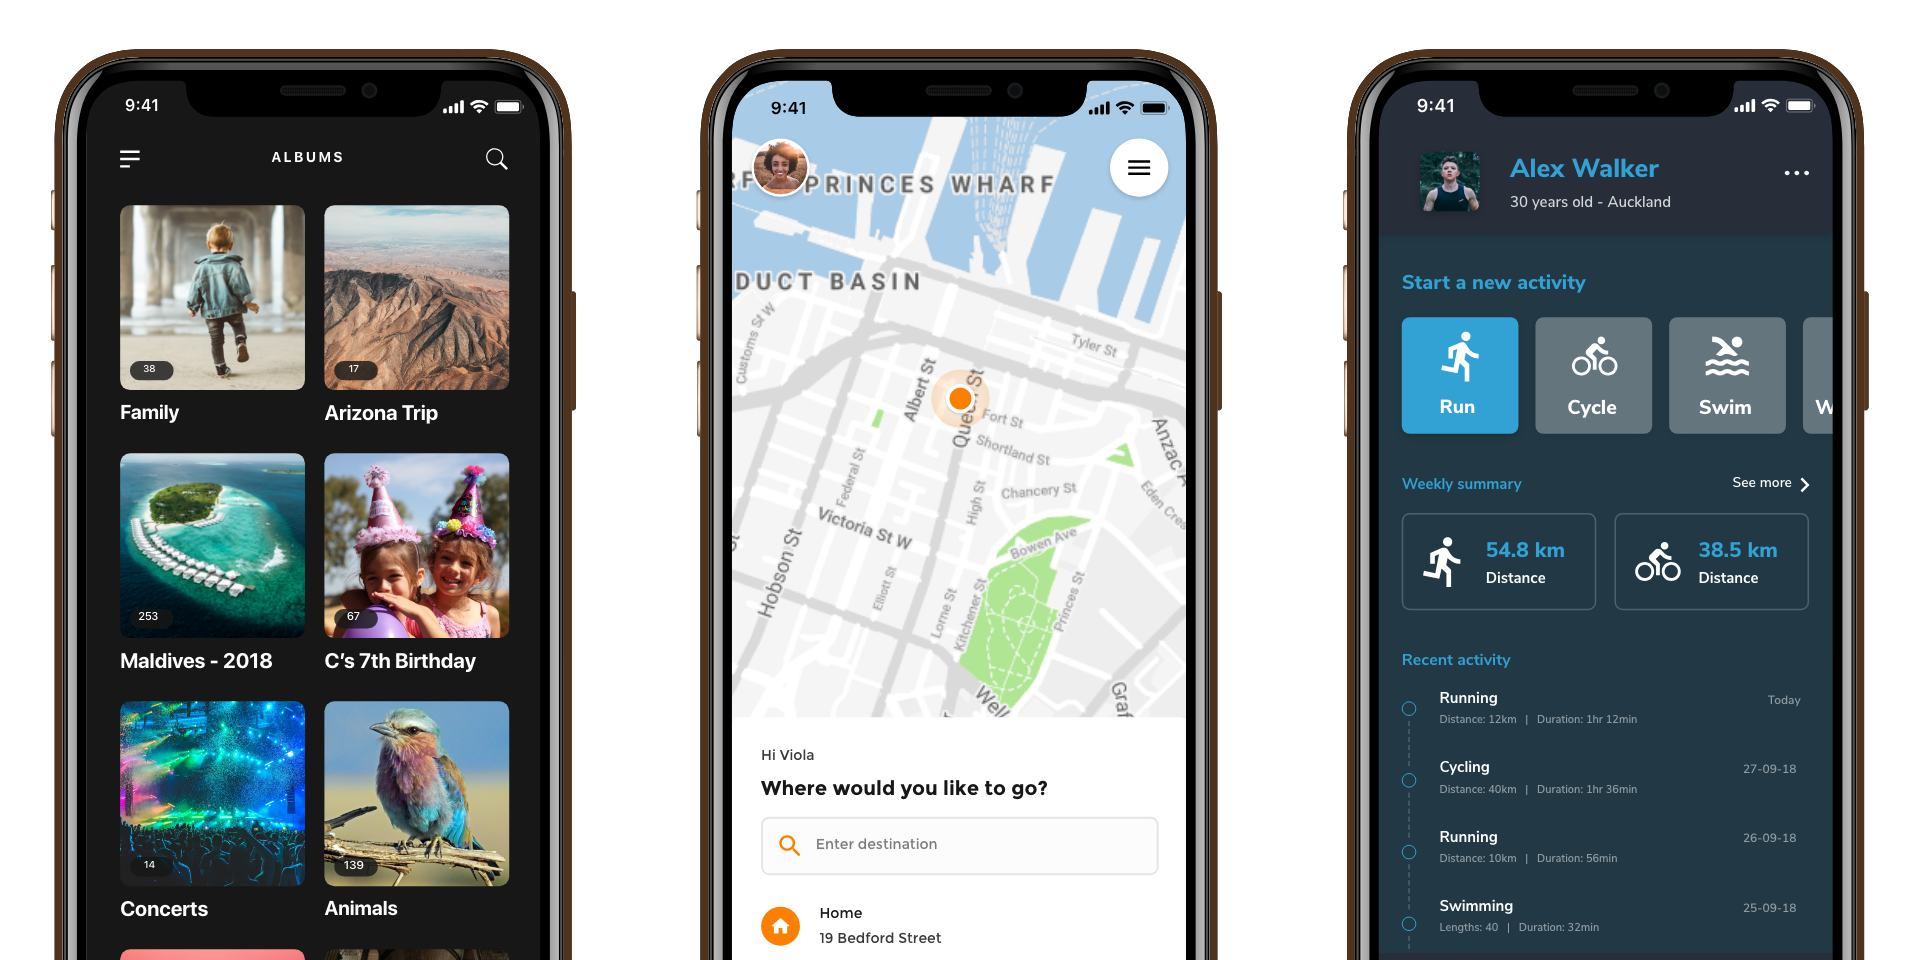 9:41
ALBUMS
38
17
Family
Arizona Trip
253
67
Maldives - 2018
C's 7th Birthday
14
139
Concerts
Animals
9:41
PRINCES WHARF
DUCT BASIN
Customs St W
Tyler St
Albert St
Queen St
Fort St
Shortland St
Anzac A
Federal St
Chancery St
High St
Eden Cres
Victoria St W
Bowen Ave
Hobson St
Elliott St
Lorne St
Kitchener St
Princes St
Well
Graf
Hi Viola
Where would you like to go?
Enter destination
Home
19 Bedford Street
9:41
Alex Walker
30 years old - Auckland
Start a new activity
Run
Cycle
Swim
W
Weekly summary
See more
54.8 km
Distance
38.5 km
Distance
Recent activity
Running
Today
Distance: 12km | Duration: 1hr 12min
Cycling
27-09-18
Distance: 40km | Duration: 1hr 36min
Running
26-09-18
Distance: 10km | Duration: 56min
Swimming
25-09-18
Lengths: 40 | Duration: 32min